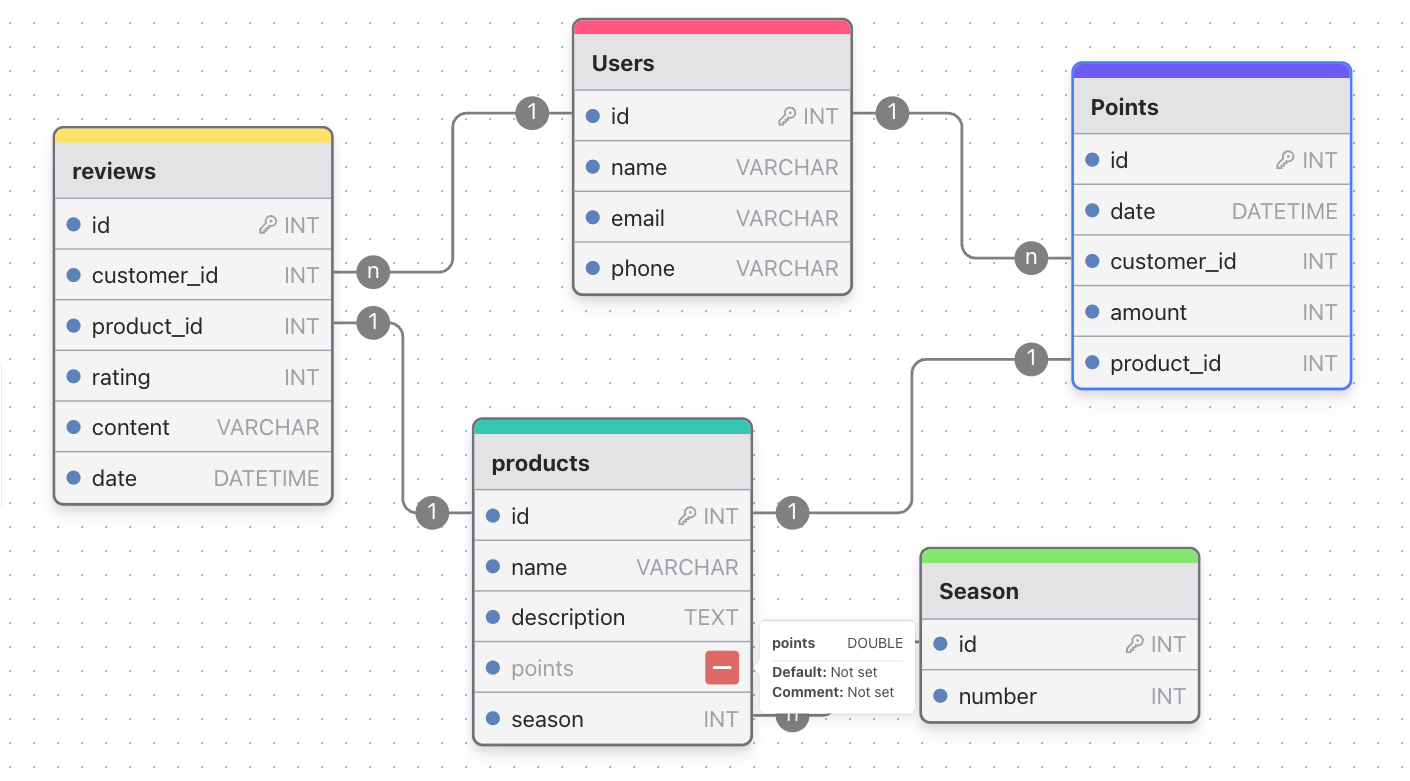 Users
id INT
name VARCHAR
email VARCHAR
phone VARCHAR
1
1
reviews
id INT
customer_id INT
product_id INT
rating INT
content VARCHAR
date DATETIME
n
1
Points
id INT
date DATETIME
customer_id INT
amount INT
product_id INT
n
1
products
id INT
name VARCHAR
description TEXT
points
season INT
1
1
points DOUBLE
Default: Not set
Comment: Not set
n
Season
id INT
number INT